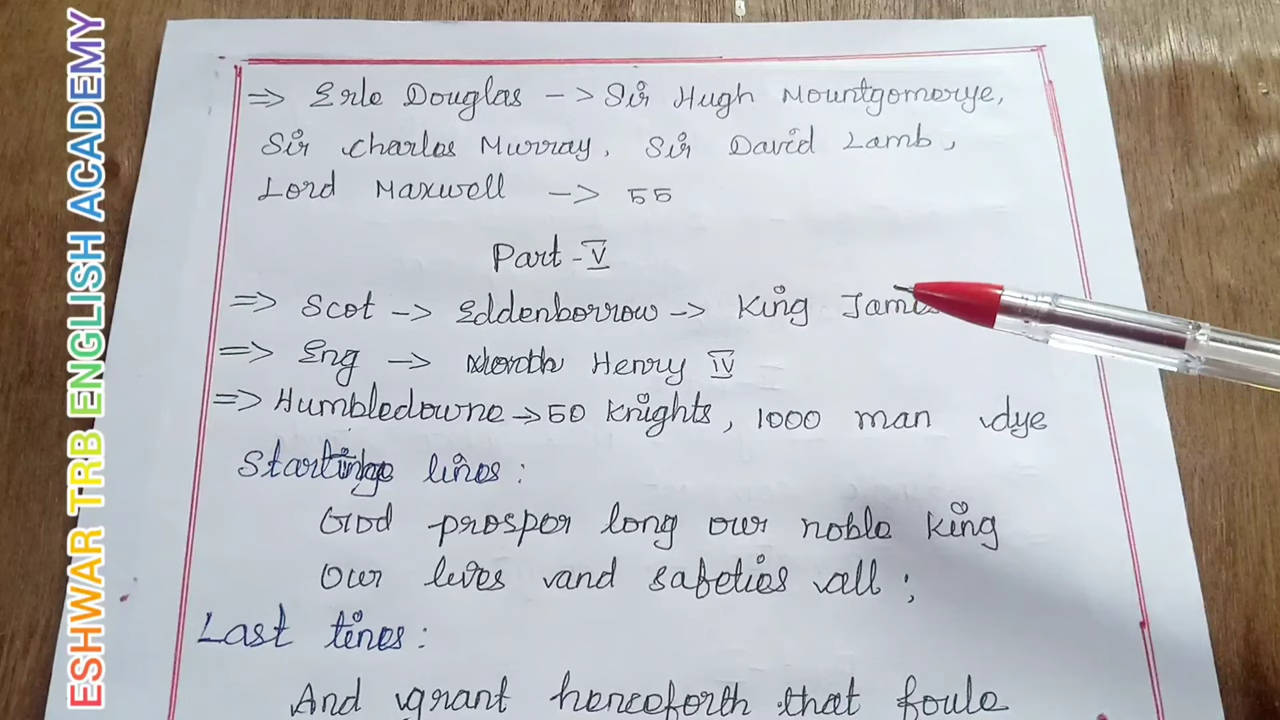 ESHWAR TRB ENGLISH ACADEMY
=> Erle Douglas -> Sir Hugh Mountgomerye,
Sir Charles Murray, Sir David Lamb,
Lord Maxwell -> 55
Part - V
=> Scot -> Eddenborrow -> King James
=> Eng -> North Henry IV
=> Humbledowne -> 50 Knights, 1000 man dye
Starting lines:
God prosper long our noble king
Our lives and safeties all;
Last lines:
And grant henceforth that foule